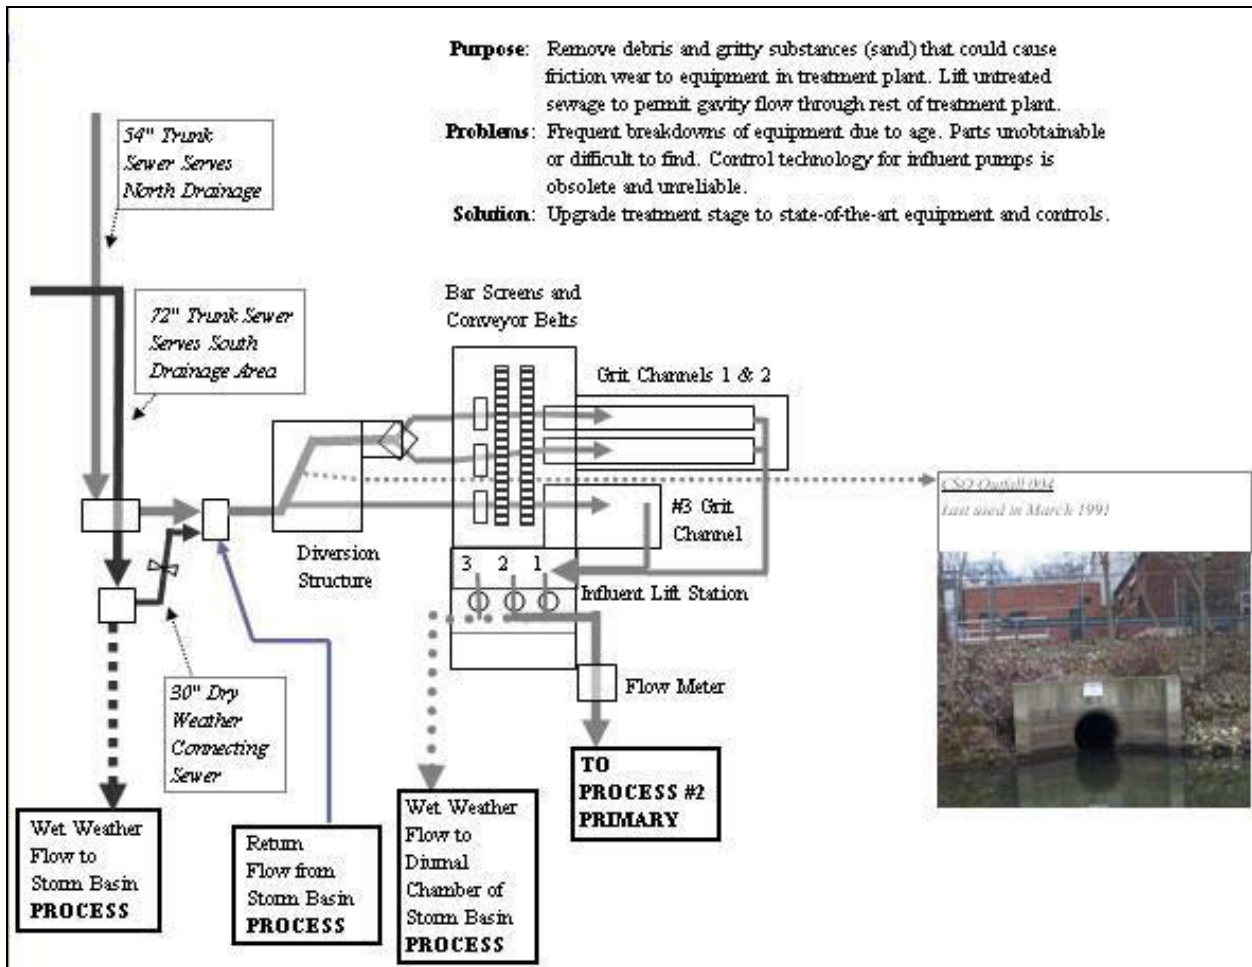 Purpose: Remove debris and gritty substances (sand) that could cause
friction wear to equipment in treatment plant. Lift untreated
sewage to permit gavity flow through rest of treatment plant.
Problems: Frequent breakdowns of equipment due to age. Parts unobtainable
or difficult to find. Control technology for influent pumps is
obsolete and unreliable.
Solution: Upgrade treatment stage to state-of-the-art equipment and controls.
54" Trunk
Sewer Serves
North Drainage
72" Trunk Sewer
Serves South
Drainage Area
Bar Screens and
Conveyor Belts
Grit Channels 1 & 2
#3 Grit
Channel
Diversion
Structure
3 2 1
Influent Lift Station
Flow Meter
30" Dry
Weather
Connecting
Sewer
CSO Outfall 004
Last used in March 1991
TO
PROCESS #2
PRIMARY
Wet Weather
Flow to
Storm Basin
PROCESS
Return
Flow from
Storm Basin
PROCESS
Wet Weather
Flow to
Diurnal
Chamber of
Storm Basin
PROCESS